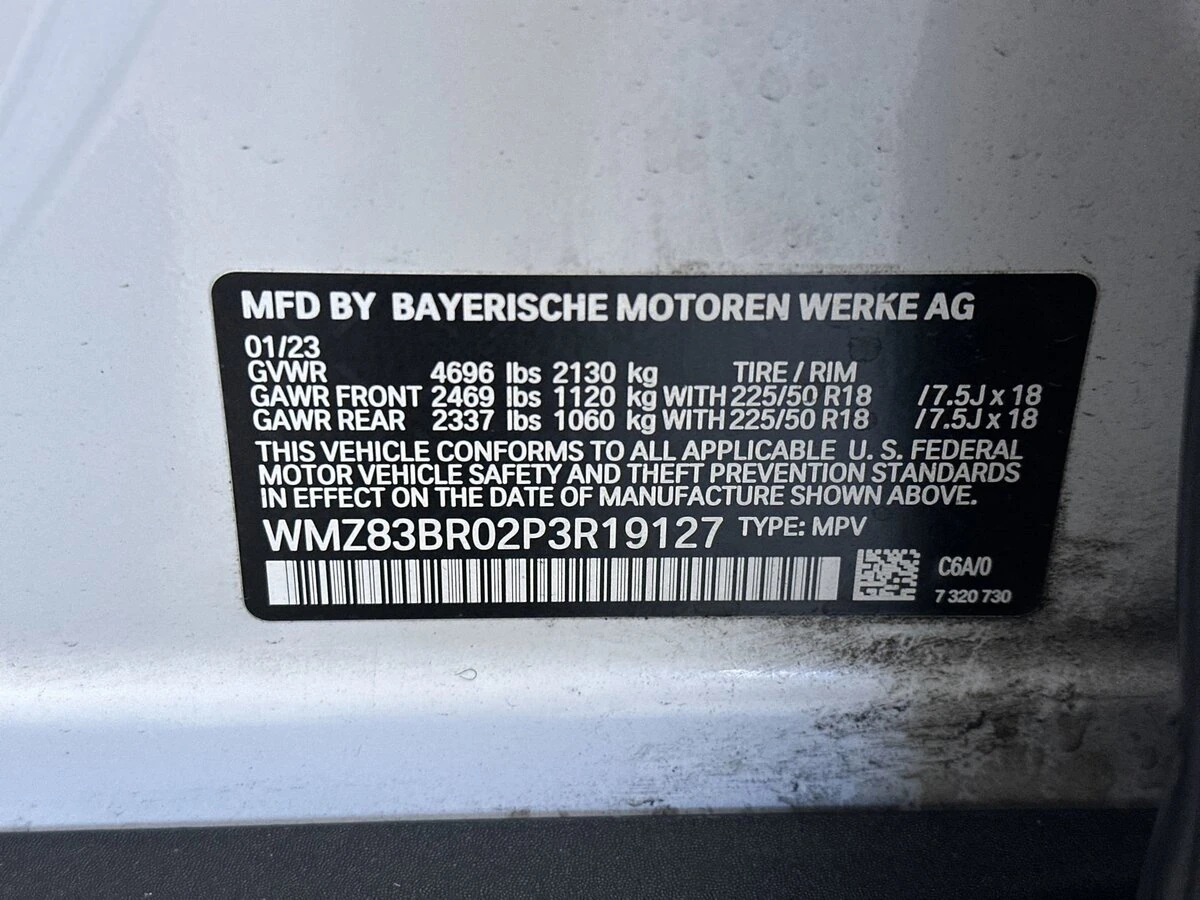 MFD BY BAYERISCHE MOTOREN WERKE AG
01/23
GVWR 4696 lbs 2130 kg TIRE / RIM
GAWR FRONT 2469 lbs 1120 kg WITH 225/50 R18 /7.5J x 18
GAWR REAR 2337 lbs 1060 kg WITH 225/50 R18 /7.5J x 18
THIS VEHICLE CONFORMS TO ALL APPLICABLE U. S. FEDERAL
MOTOR VEHICLE SAFETY AND THEFT PREVENTION STANDARDS
IN EFFECT ON THE DATE OF MANUFACTURE SHOWN ABOVE.
WMZ83BR02P3R19127 TYPE: MPV
C6A/0
7 320 730